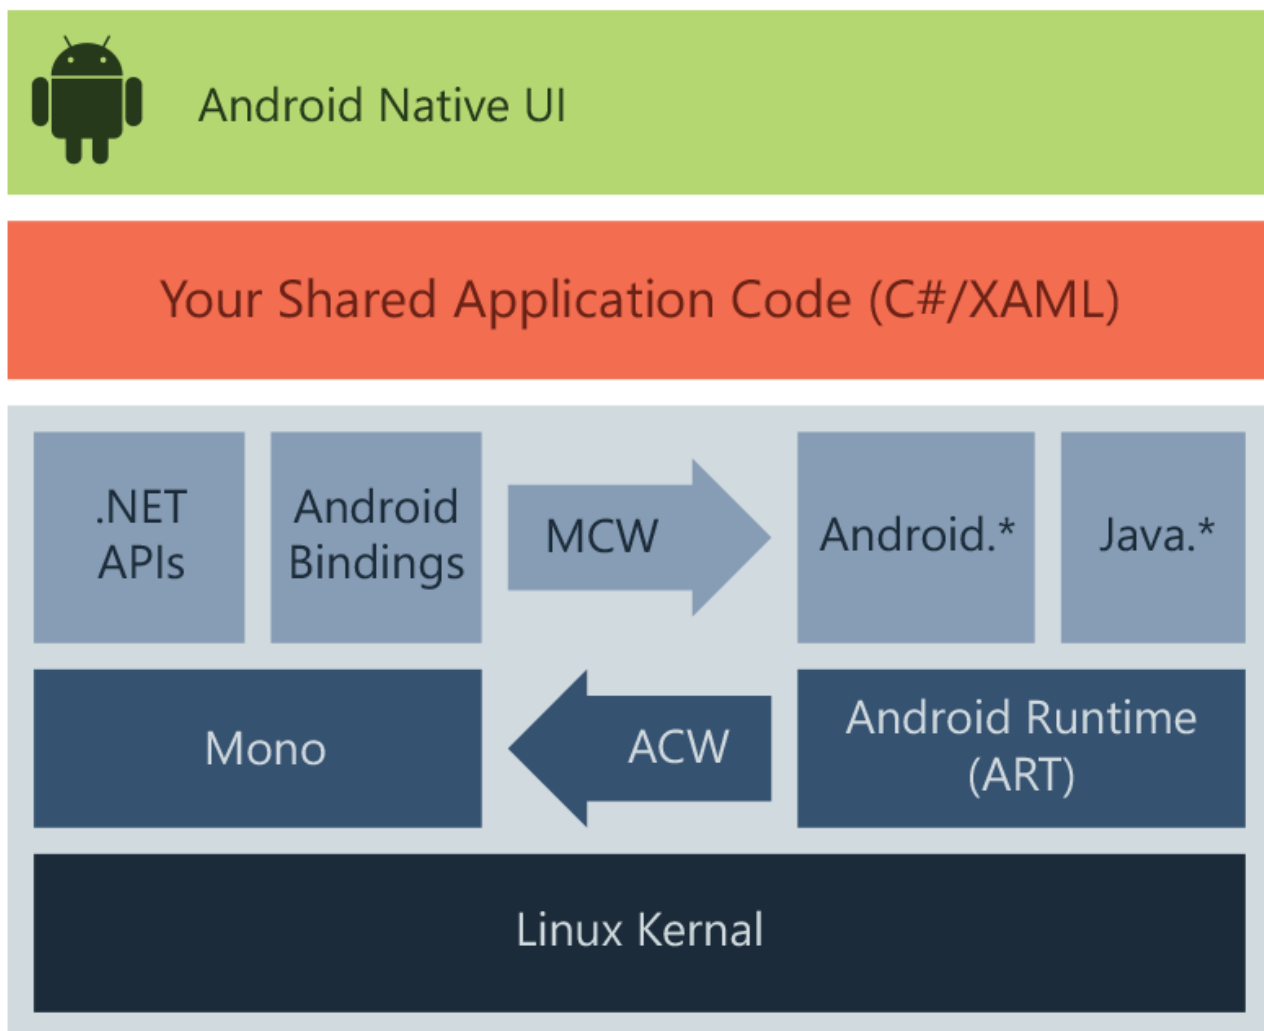 Android Native UI
Your Shared Application Code (C#/XAML)
.NET
APIs
Android
Bindings
MCW
Android.*
Java.*
Mono
ACW
Android Runtime
(ART)
Linux Kernal